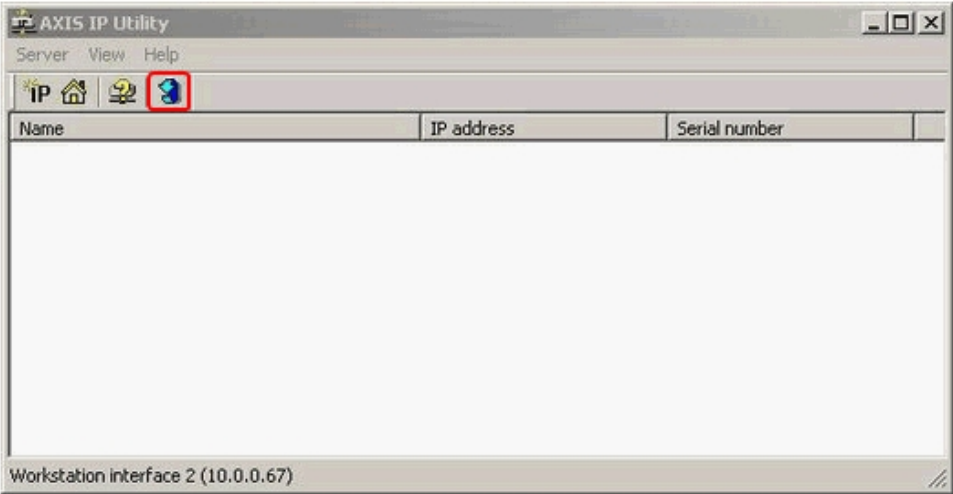 AXIS IP Utility
Server View Help
IP
Name IP address Serial number
Workstation interface 2 (10.0.0.67)